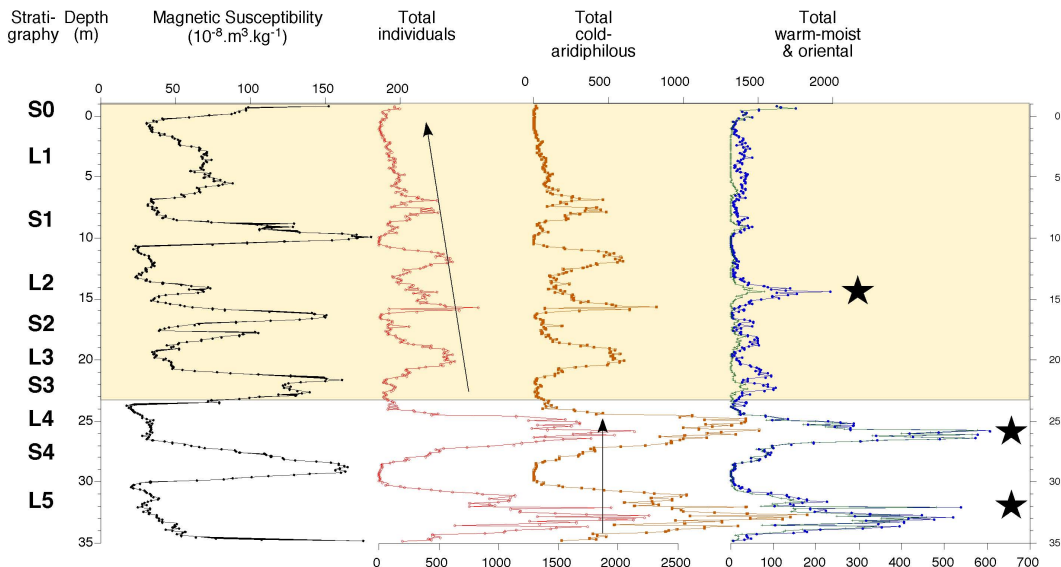 Strati-
graphy
Depth
(m)
Magnetic Susceptibility
(10⁻⁸.m³.kg⁻¹)
Total
individuals
Total
cold-
aridiphilous
Total
warm-moist
& oriental
0 50 100 150 200 0 500 1000 1500 2000
S0
L1
S1
L2
S2
L3
S3
L4
S4
L5
0
5
10
15
20
25
30
35
0
5
10
15
20
25
30
35
0 500 1000 1500 2000 2500 0 100 200 300 400 500 600 700